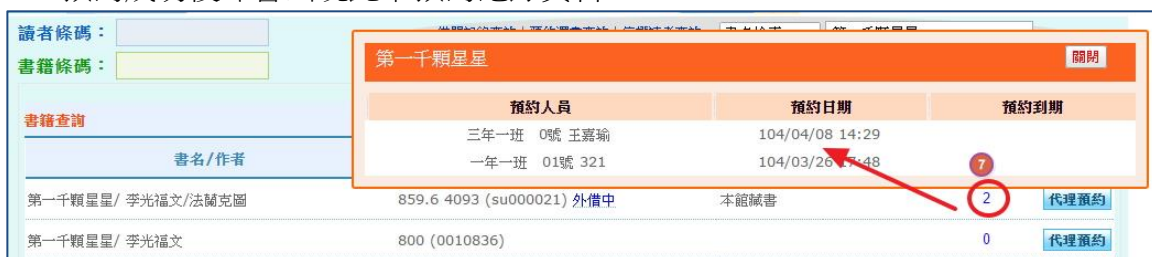 讀者條碼：
書籍條碼：
第一千顆星星 關閉
預約人員 預約日期 預約到期
三年一班 0號 王嘉瑜 104/04/08 14:29
一年一班 01號 321 104/03/26 17:48
7
書籍查詢
書名/作者
第一千顆星星/ 李光福文/法蘭克圖 859.6 4093 (su000021) 外借中 本館藏書 2 代理預約
第一千顆星星/ 李光福文 800 (0010836) 0 代理預約